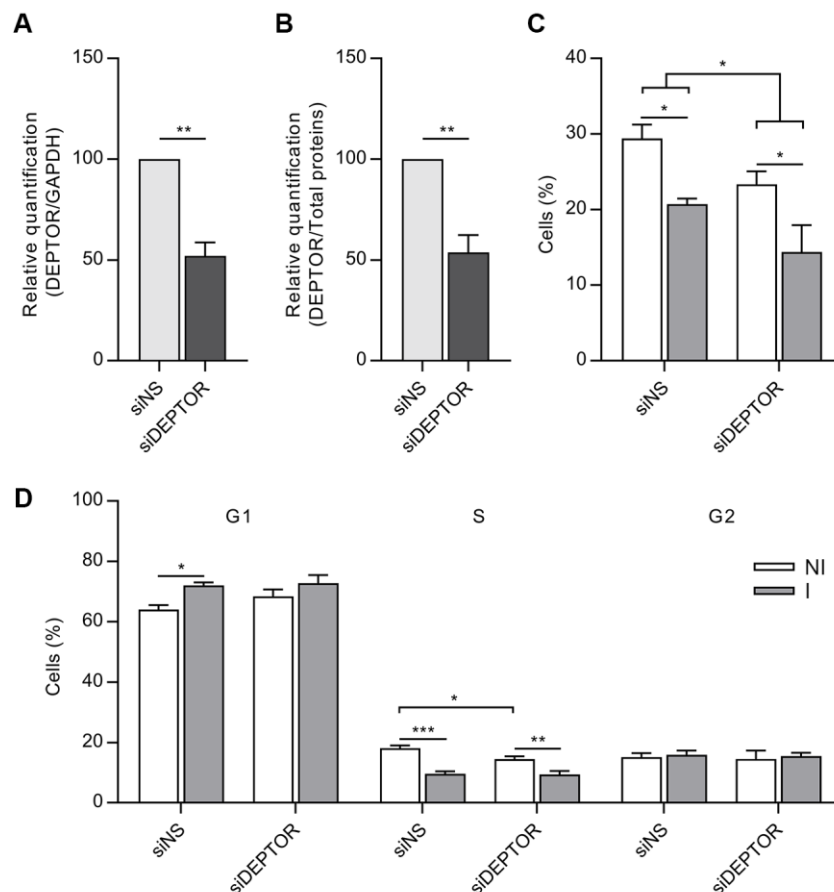 A
Relative quantification
(DEPTOR/GAPDH)
150
100
50
0
**
siNS
siDEPTOR
B
Relative quantification
(DEPTOR/Total proteins)
150
100
50
0
**
siNS
siDEPTOR
C
Cells (%)
40
30
20
10
0
*
*
*
siNS
siDEPTOR
D
Cells (%)
100
80
60
40
20
0
G1
S
G2
*
*
***
**
NI
I
siNS
siDEPTOR
siNS
siDEPTOR
siNS
siDEPTOR